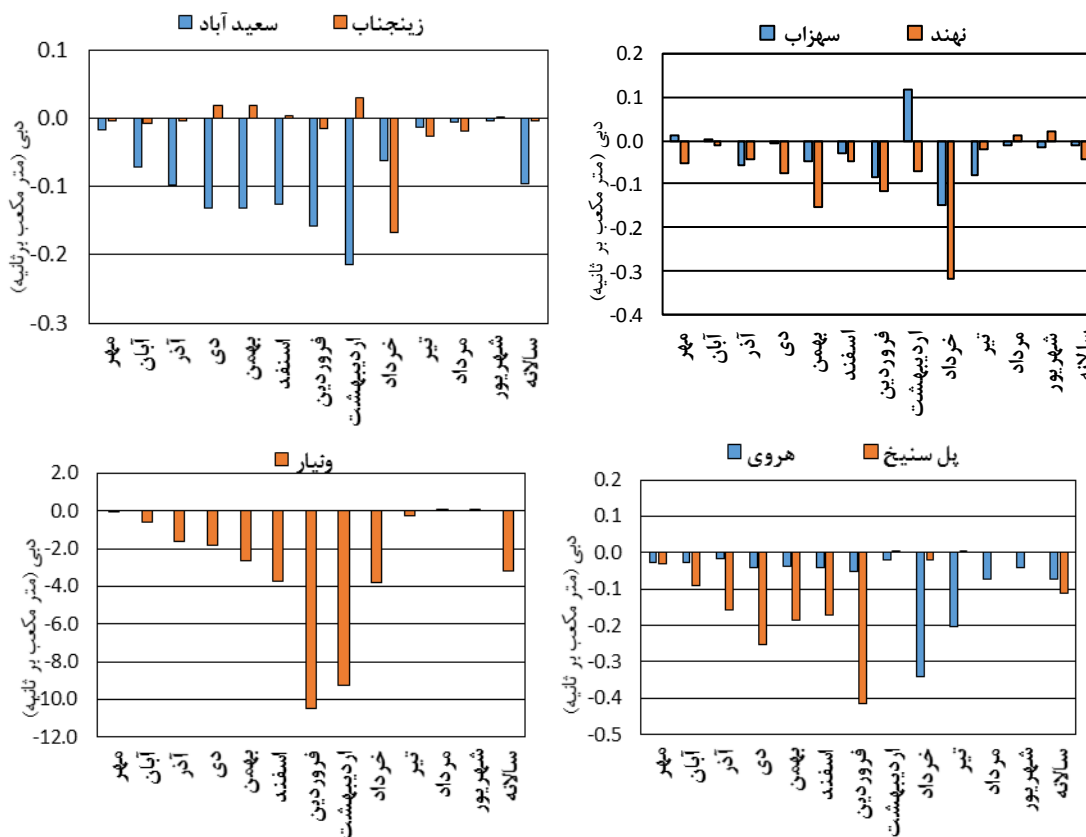 سعید آباد
زینجناب
دبی (متر مکعب برثانیه)
0.1
0.0
-0.1
-0.2
-0.3
مهر
آبان
آذر
دی
بهمن
اسنفد
فروردین
اردیبهشت
خرداد
تیر
مرداد
شهریور
سالانه
سهزاب
نهند
دبی (متر مکعب بر ثانیه)
0.2
0.1
0.0
-0.1
-0.2
-0.3
-0.4
مهر
آبان
آذر
دی
بهمن
اسفند
فروردین
اردیبهشت
خرداد
تیر
مرداد
شهریور
سالانه
ونیار
دبی (متر مکعب بر ثانیه)
2.0
0.0
-2.0
-4.0
-6.0
-8.0
-10.0
-12.0
مهر
آبان
آذر
دی
بهمن
اسفند
فروردین
اردیبهشت
خرداد
تیر
مرداد
شهریور
سالانه
هروی
پل سنیخ
دبی (متر مکعب بر ثانیه)
0.2
0.1
0.0
-0.1
-0.2
-0.3
-0.4
-0.5
مهر
آبان
آذر
دی
بهمن
اسفند
فروردین
اردیبهشت
خرداد
تیر
مرداد
شهریور
سالانه